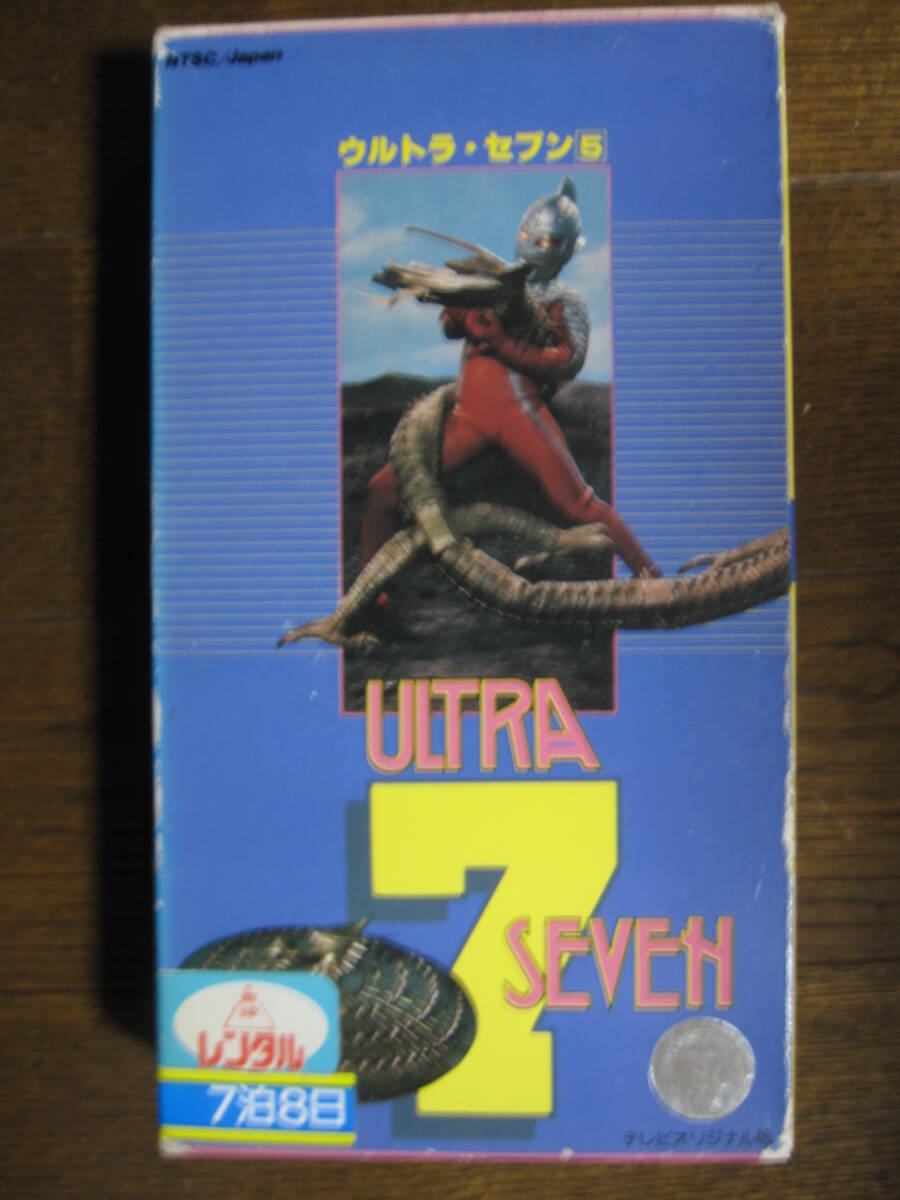 NTSC/Japan
ウルトラ・セブン5
ULTRA
7
SEVEN
レンタル
7泊8日
テレビオリジナル版